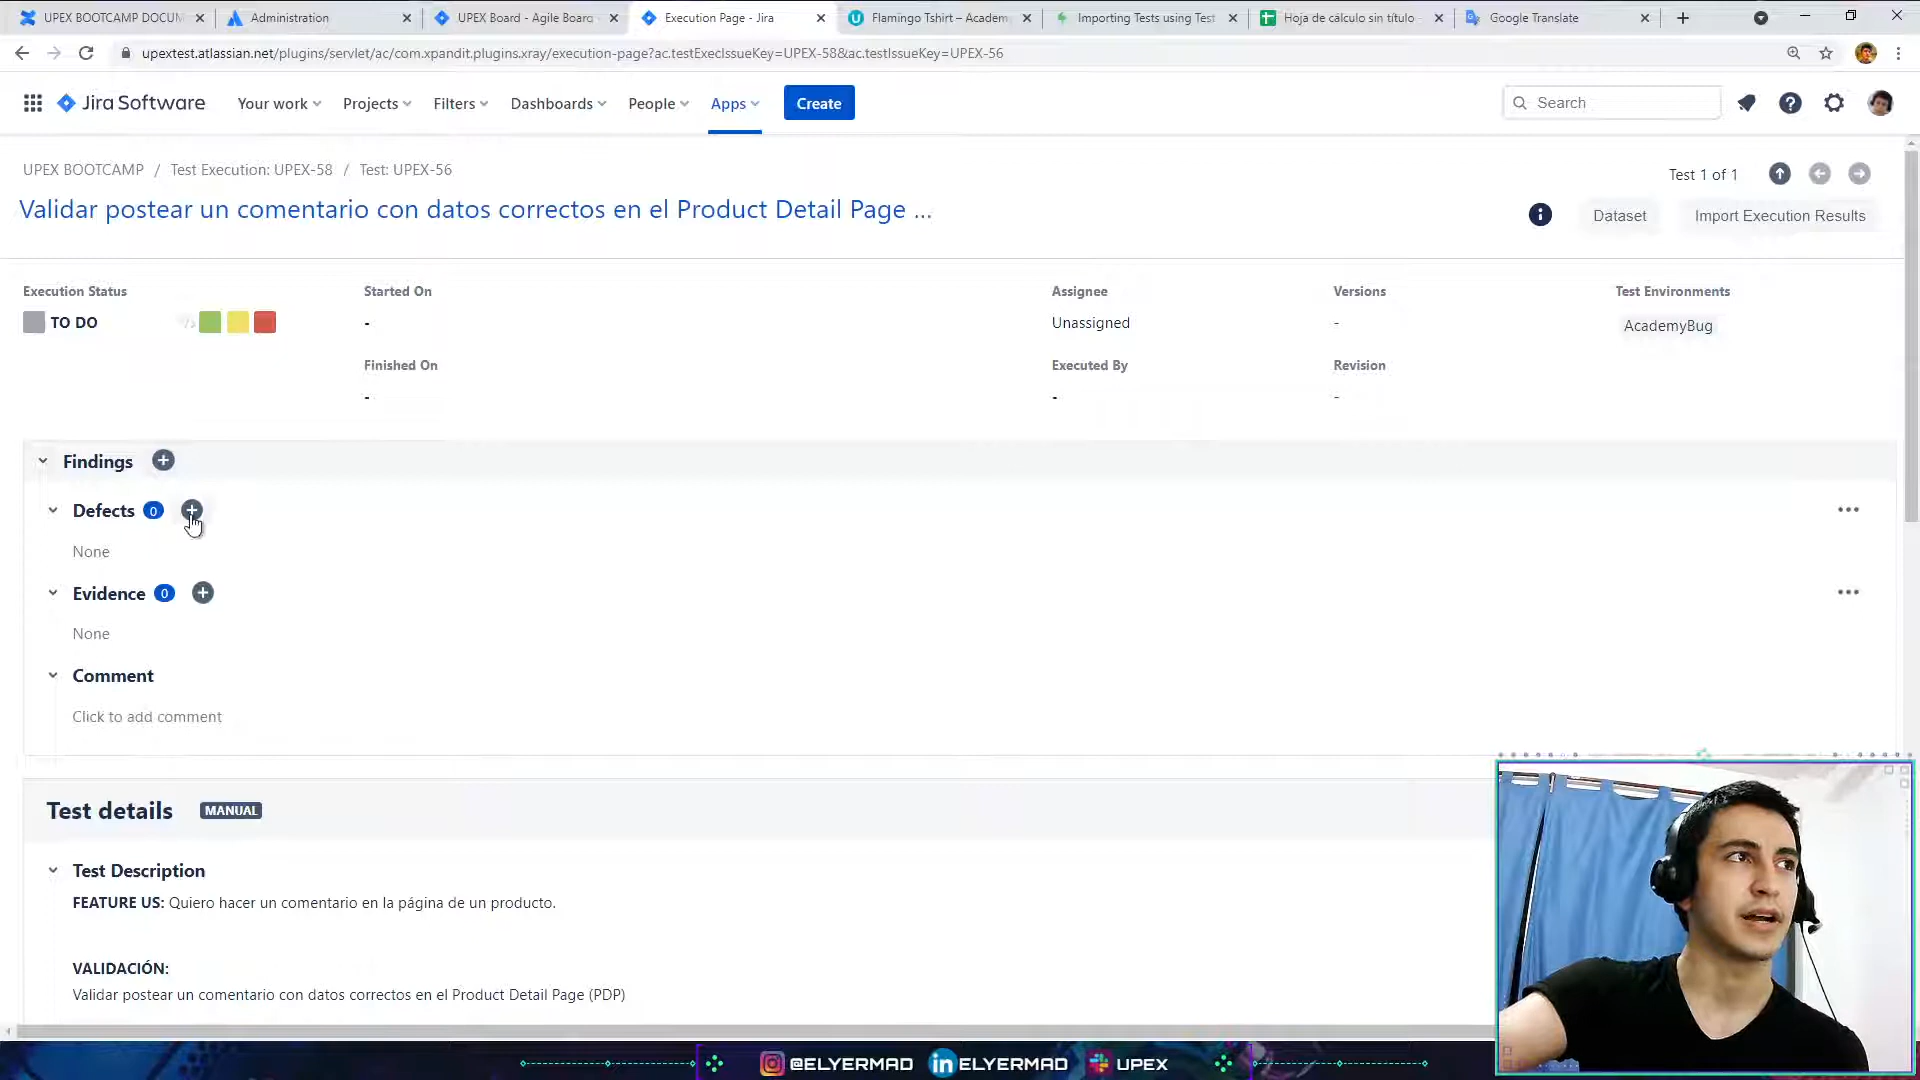 UPEX BOOTCAMP DOCUM
Administration
UPEX Board - Agile Board
Execution Page - Jira
Flamingo Tshirt – Academ
Importing Tests using Test
Hoja de cálculo sin título
Google Translate
upextest.atlassian.net/plugins/servlet/ac/com.xpandit.plugins.xray/execution-page?ac.testExecIssueKey=UPEX-58&ac.testIssueKey=UPEX-56
Jira Software
Your work
Projects
Filters
Dashboards
People
Apps
Create
Search
UPEX BOOTCAMP / Test Execution: UPEX-58 / Test: UPEX-56
Test 1 of 1
Validar postear un comentario con datos correctos en el Product Detail Page ...
Dataset
Import Execution Results
Execution Status
Started On
Assignee
Versions
Test Environments
TO DO
-
Unassigned
-
AcademyBug
Finished On
Executed By
Revision
-
-
-
Findings
Defects 0
None
Evidence 0
None
Comment
Click to add comment
Test details MANUAL
Test Description
FEATURE US: Quiero hacer un comentario en la página de un producto.
VALIDACIÓN:
Validar postear un comentario con datos correctos en el Product Detail Page (PDP)
@ELYERMAD
ELYERMAD
UPEX